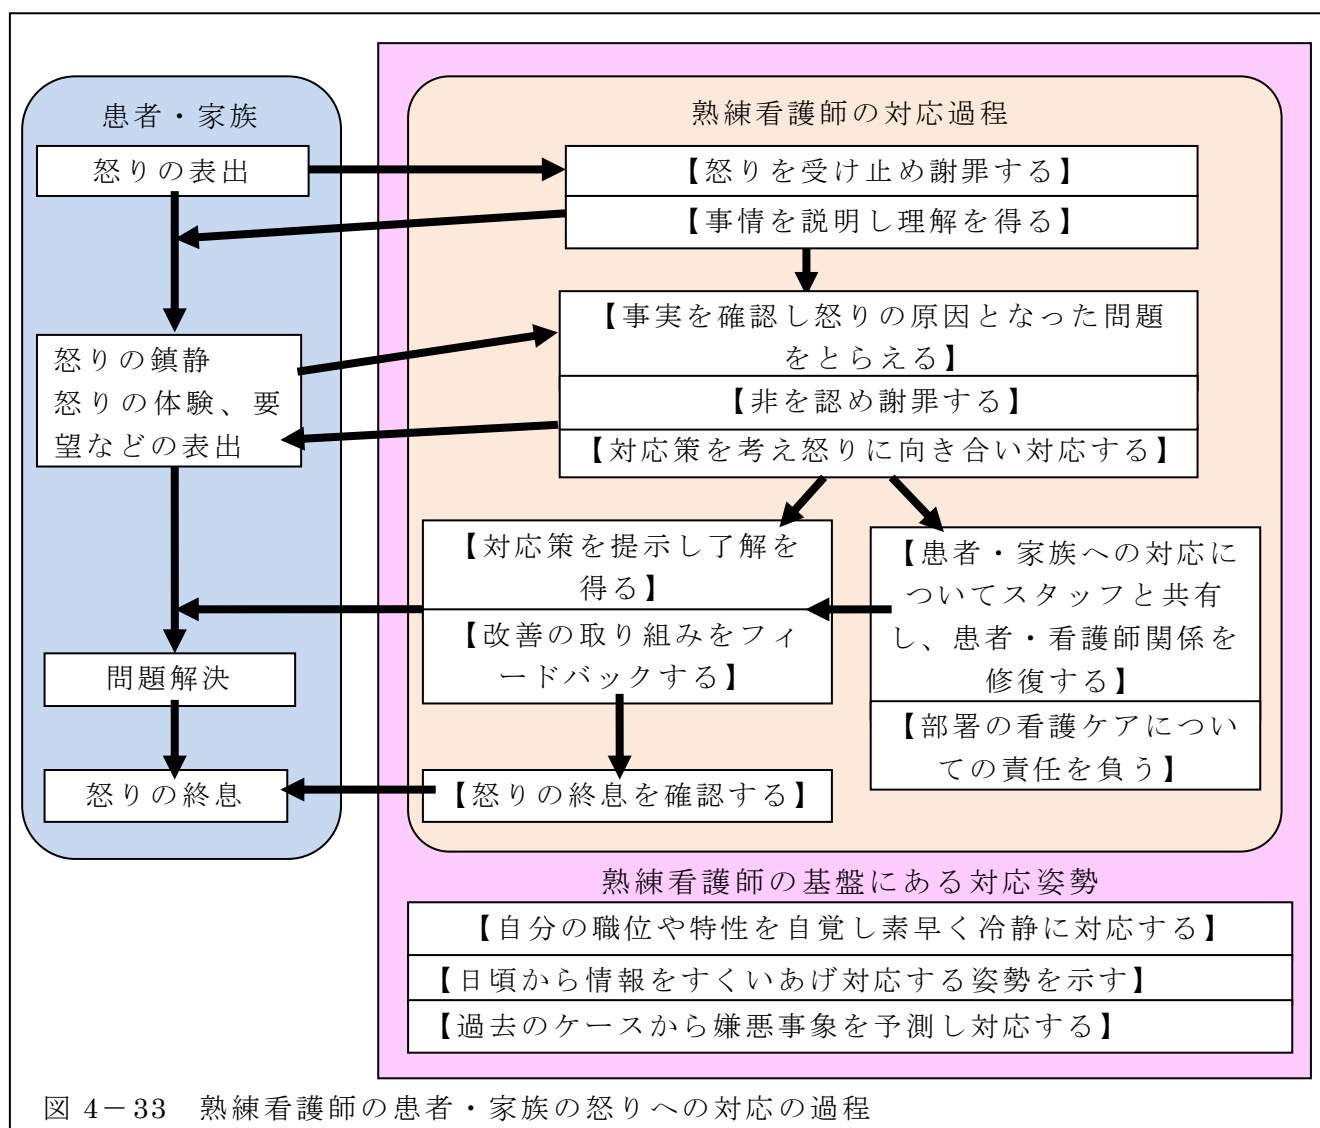 患者・家族
怒りの表出
怒りの鎮静
怒りの体験、要
望などの表出
問題解決
怒りの終息
熟練看護師の対応過程
【怒りを受け止め謝罪する】
【事情を説明し理解を得る】
【事実を確認し怒りの原因となった問題
をとらえる】
【非を認め謝罪する】
【対応策を考え怒りに向き合い対応する】
【対応策を提示し了解を
得る】
【改善の取り組みをフィ
ードバックする】
【患者・家族への対応に
ついてスタッフと共有
し、患者・看護師関係を
修復する】
【部署の看護ケアについ
ての責任を負う】
【怒りの終息を確認する】
熟練看護師の基盤にある対応姿勢
【自分の職位や特性を自覚し素早く冷静に対応する】
【日頃から情報をすくいあげ対応する姿勢を示す】
【過去のケースから嫌悪事象を予測し対応する】
図 4－33　熟練看護師の患者・家族の怒りへの対応の過程